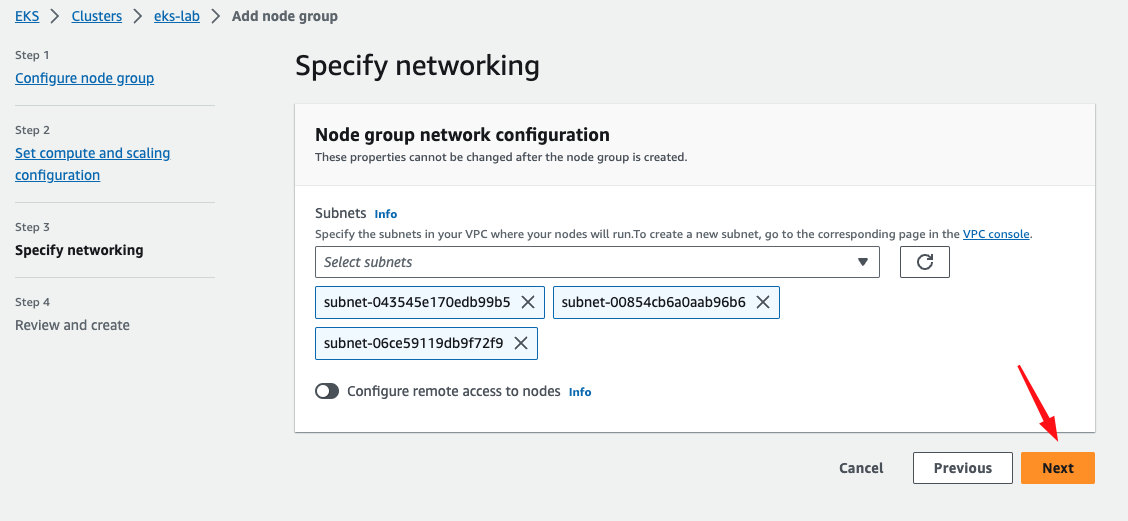 EKS > Clusters > eks-lab > Add node group
Step 1
Configure node group
Step 2
Set compute and scaling
configuration
Step 3
Specify networking
Step 4
Review and create
Specify networking
Node group network configuration
These properties cannot be changed after the node group is created.
Subnets Info
Specify the subnets in your VPC where your nodes will run.To create a new subnet, go to the corresponding page in the VPC console.
Select subnets
subnet-043545e170edb99b5 subnet-00854cb6a0aab96b6
subnet-06ce59119db9f72f9
Configure remote access to nodes Info
Cancel Previous Next